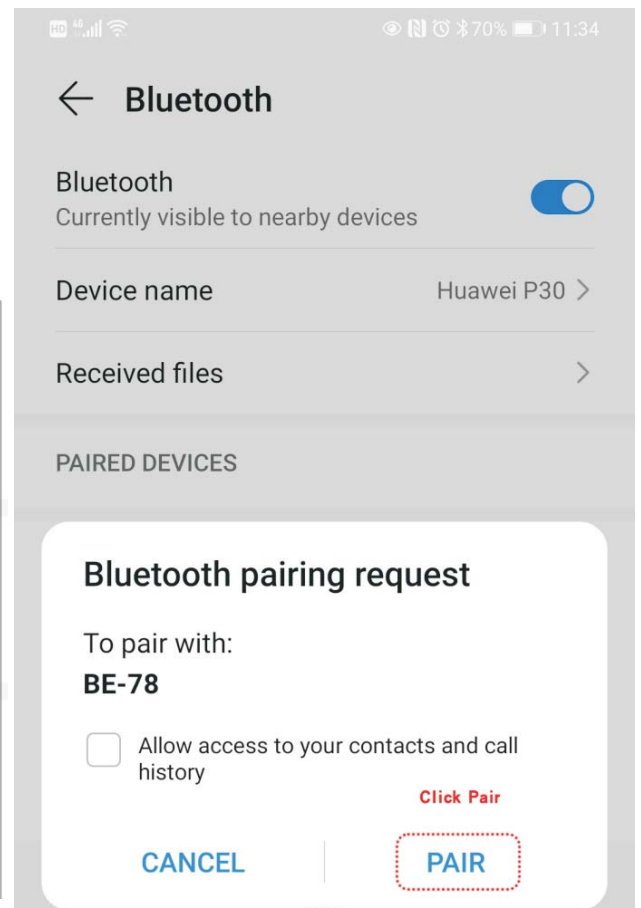 HD 4G 70% 11:34
Bluetooth
Bluetooth
Currently visible to nearby devices
Device name Huawei P30
Received files
PAIRED DEVICES
Bluetooth pairing request
To pair with:
BE-78
Allow access to your contacts and call
history
Click Pair
CANCEL PAIR